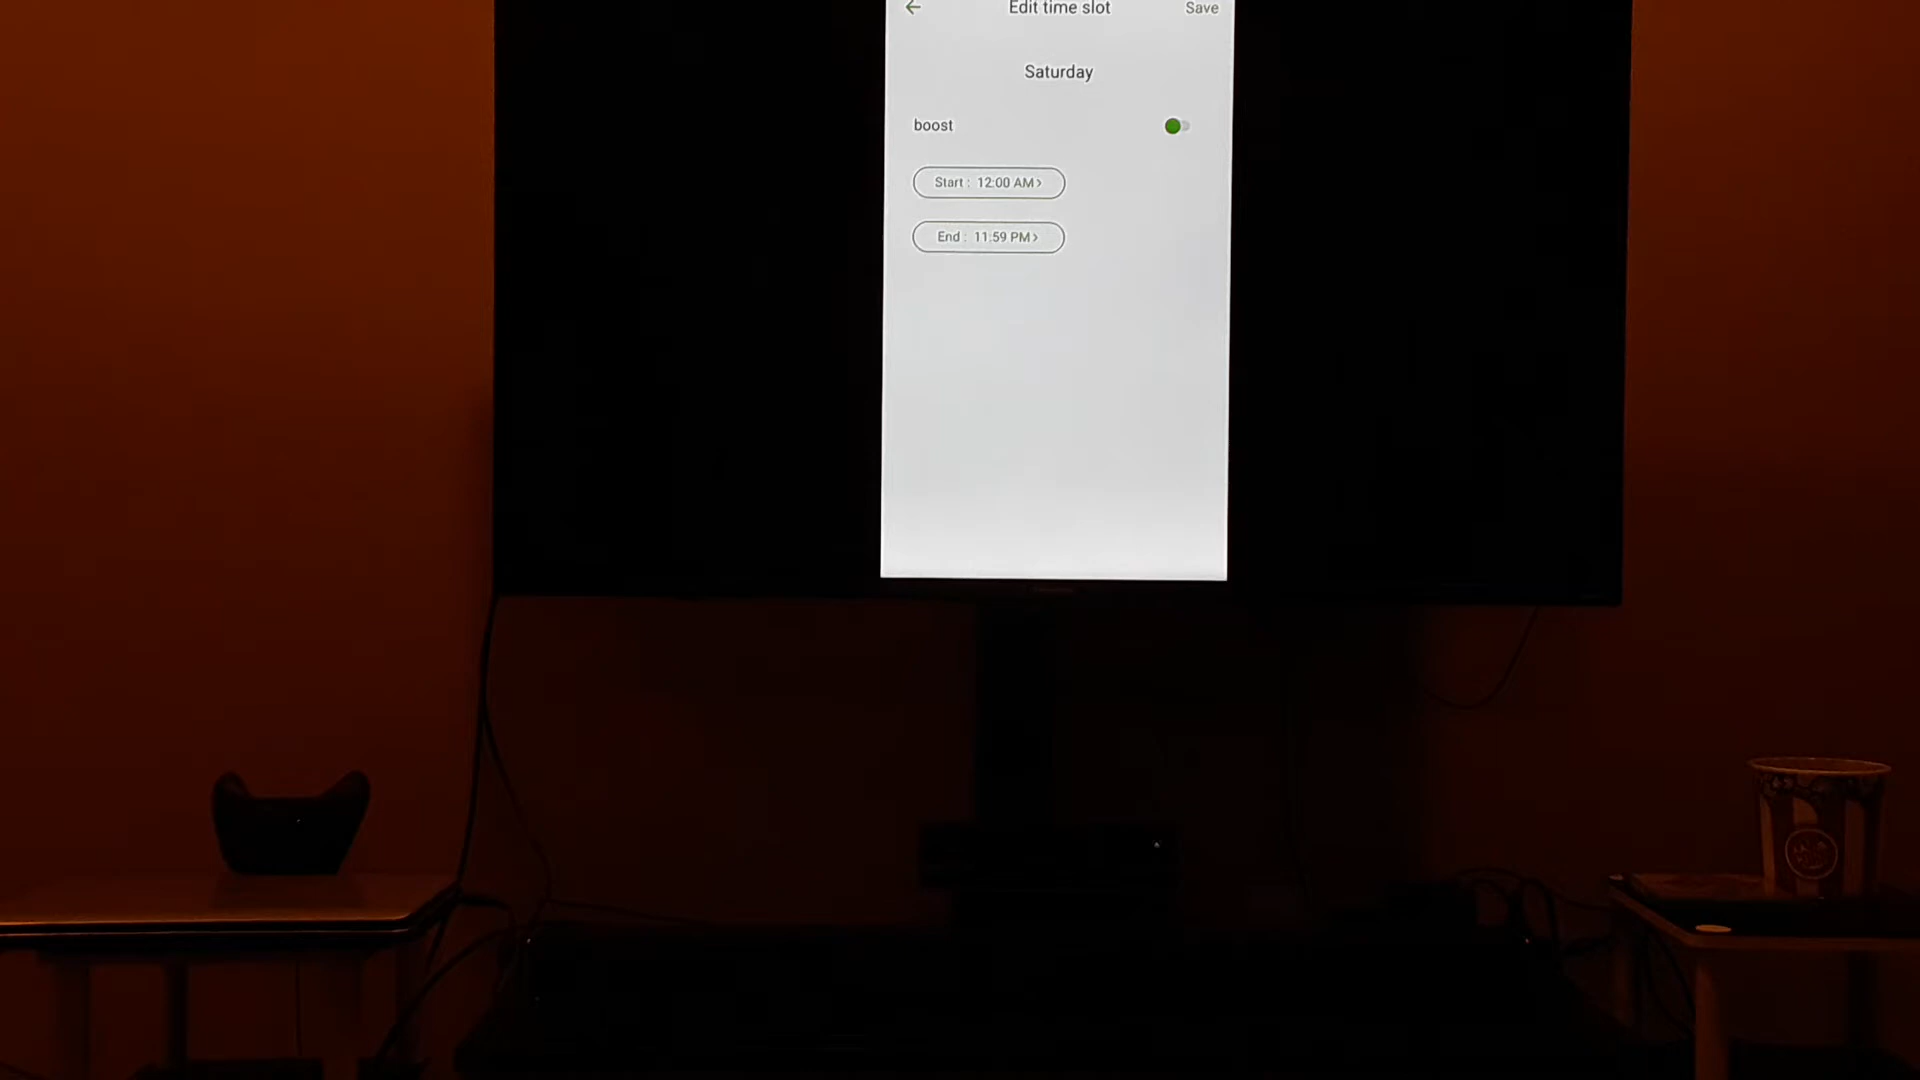 Edit time slot Save
Saturday
boost
Start : 12:00 AM
End : 11:59 PM